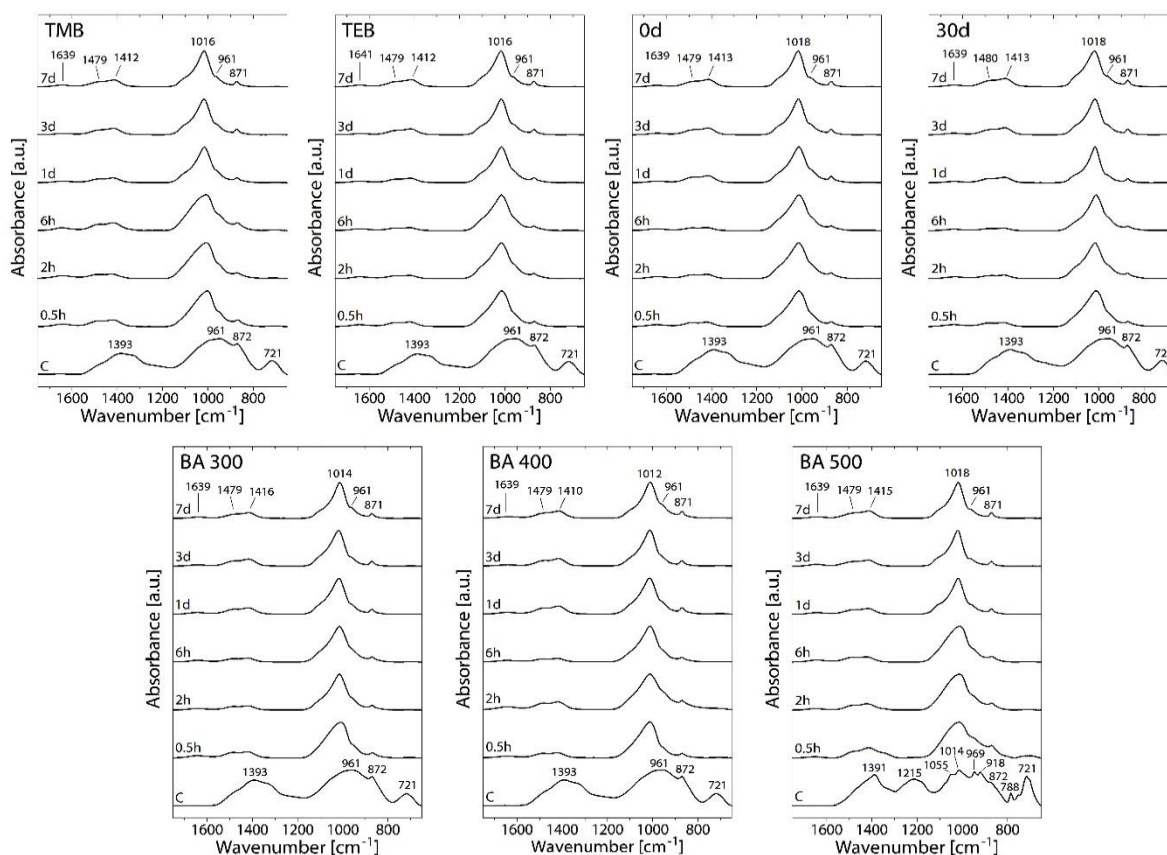 TMB
1016
1639 1479 1412 961 871
7d
3d
1d
6h
2h
0.5h
1393 961 872 721
C
1600 1400 1200 1000 800
Wavenumber [cm-1]
Absorbance [a.u.]
TEB
1016
1641 1479 1412 961 871
7d
3d
1d
6h
2h
0.5h
1393 961 872 721
C
1600 1400 1200 1000 800
Wavenumber [cm-1]
Absorbance [a.u.]
0d
1018
1639 1479 1413 961 871
7d
3d
1d
6h
2h
0.5h
1393 961 872 721
C
1600 1400 1200 1000 800
Wavenumber [cm-1]
Absorbance [a.u.]
30d
1018
1639 1480 1413 961 871
7d
3d
1d
6h
2h
0.5h
1393 961 872
C
1600 1400 1200 1000 800
Wavenumber [cm-1]
Absorbance [a.u.]
BA 300
1014
1639 1479 1416 961 871
7d
3d
1d
6h
2h
0.5h
1393 961 872 721
C
1600 1400 1200 1000 800
Wavenumber [cm-1]
Absorbance [a.u.]
BA 400
1012
1639 1479 1410 961 871
7d
3d
1d
6h
2h
0.5h
1393 961 872 721
C
1600 1400 1200 1000 800
Wavenumber [cm-1]
Absorbance [a.u.]
BA 500
1018
1639 1479 1415 961 871
7d
3d
1d
6h
2h
0.5h
1391 1215 1055 1014 969 918 872 788 721
C
1600 1400 1200 1000 800
Wavenumber [cm-1]
Absorbance [a.u.]